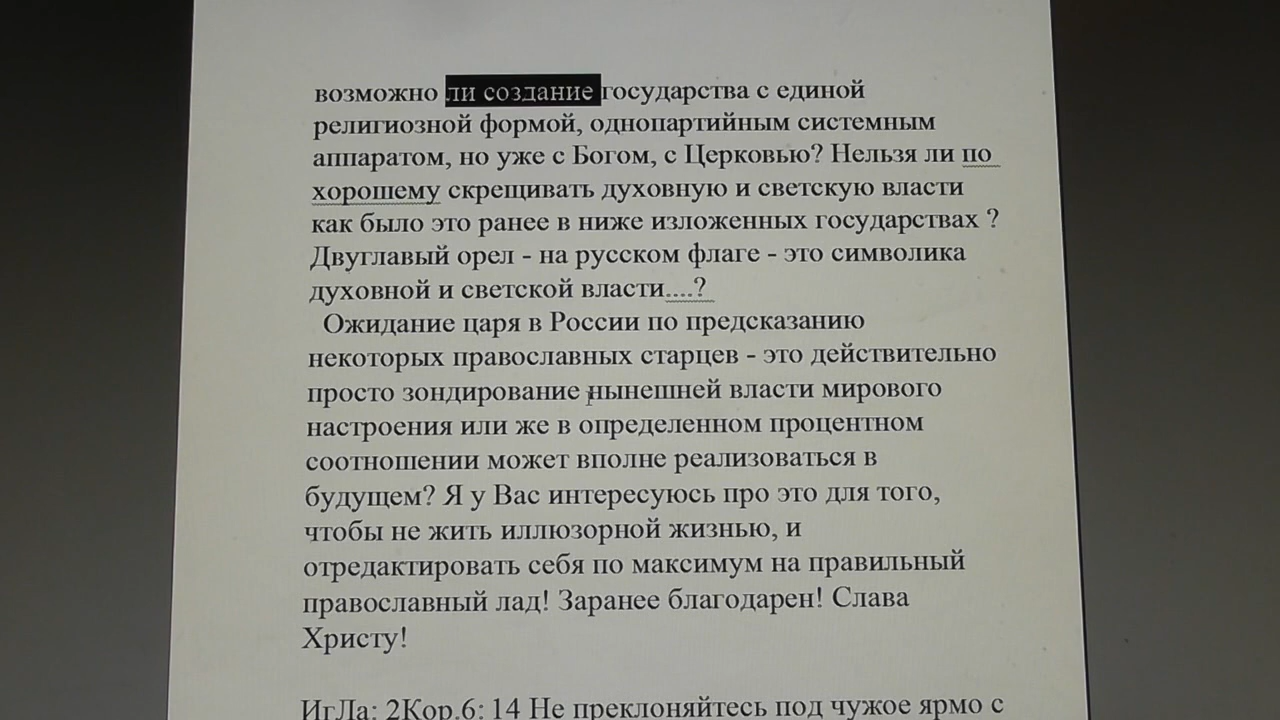 возможно ли создание государства с единой
религиозной формой, однопартийным системным
аппаратом, но уже с Богом, с Церковью? Нельзя ли по
хорошему скрещивать духовную и светскую власти
как было это ранее в ниже изложенных государствах ?
Двуглавый орел - на русском флаге - это символика
духовной и светской власти....?
Ожидание царя в России по предсказанию
некоторых православных старцев - это действительно
просто зондирование нынешней власти мирового
настроения или же в определенном процентном
соотношении может вполне реализоваться в
будущем? Я у Вас интересуюсь про это для того,
чтобы не жить иллюзорной жизнью, и
отредактировать себя по максимум на правильный
православный лад! Заранее благодарен! Слава
Христу!
ИгЛа: 2Кор.6: 14 Не преклоняйтесь под чужое ярмо с